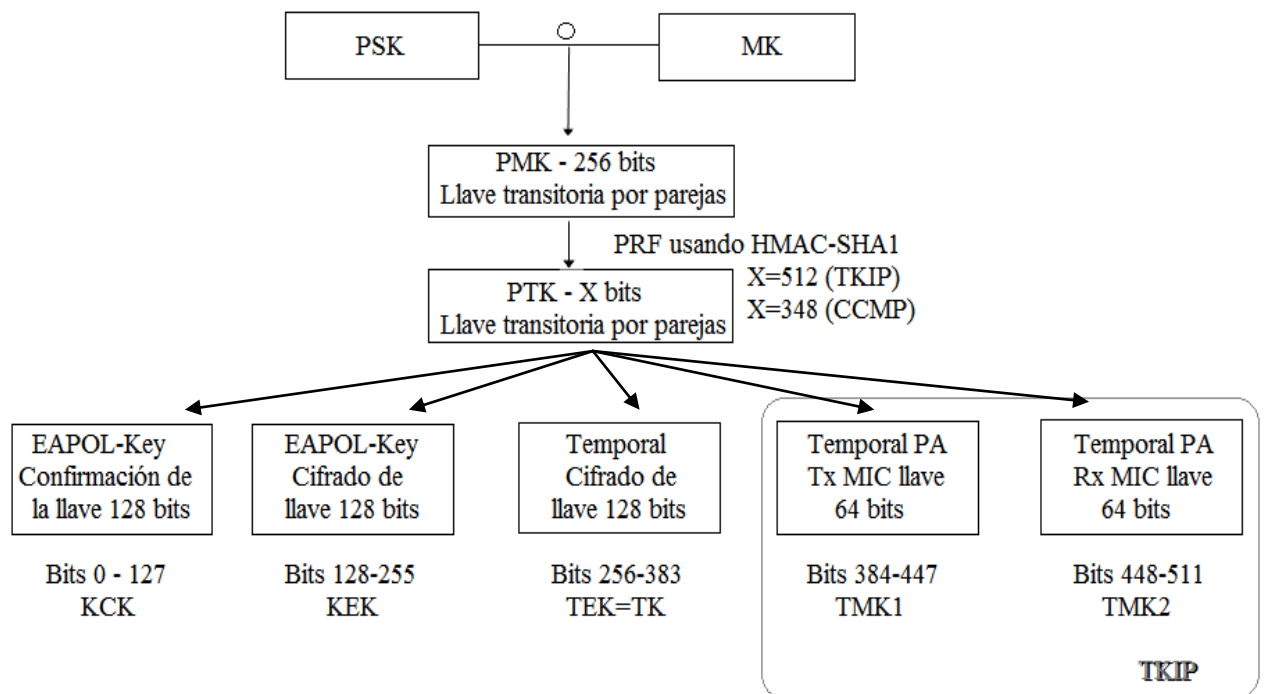 PSK
MK
PMK - 256 bits
Llave transitoria por parejas
PRF usando HMAC-SHA1
X=512 (TKIP)
X=348 (CCMP)
PTK - X bits
Llave transitoria por parejas
EAPOL-Key
Confirmación de
la llave 128 bits
EAPOL-Key
Cifrado de
llave 128 bits
Temporal
Cifrado de
llave 128 bits
Temporal PA
Tx MIC llave
64 bits
Temporal PA
Rx MIC llave
64 bits
Bits 0 - 127
KCK
Bits 128-255
KEK
Bits 256-383
TEK=TK
Bits 384-447
TMK1
Bits 448-511
TMK2
TKIP